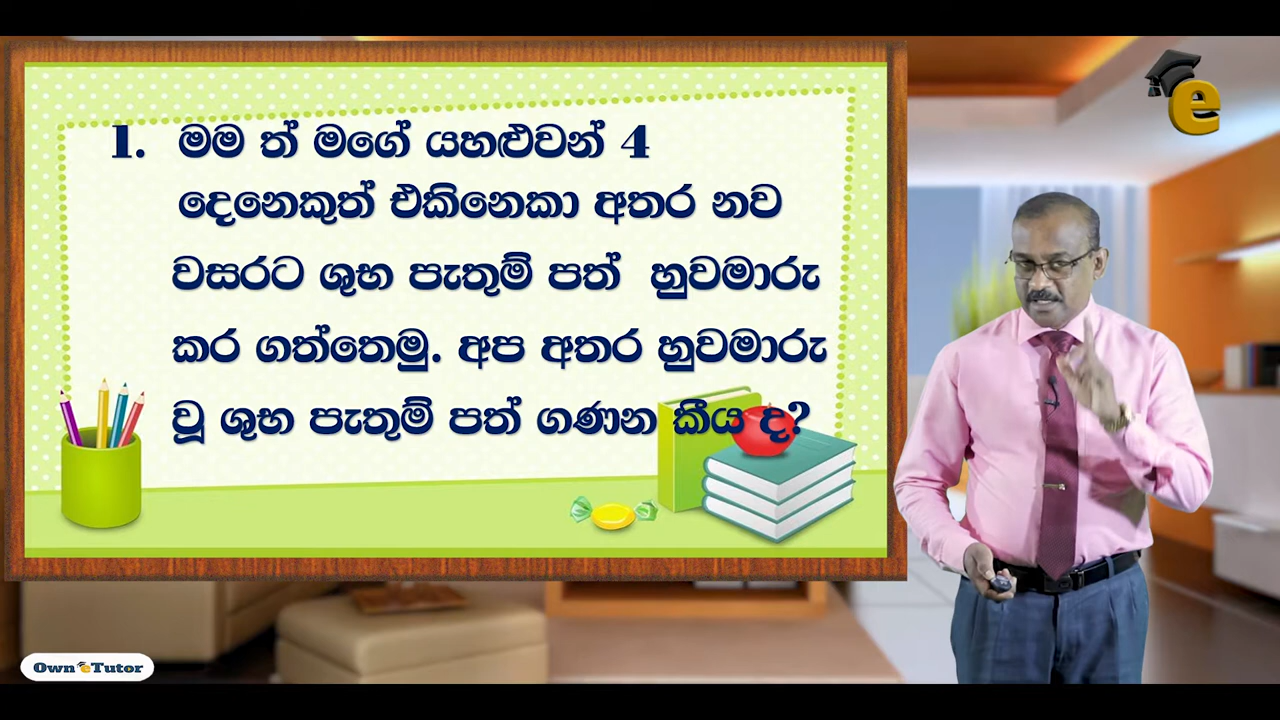 1. මම ත් මගේ යහළුවන් 4
දෙනෙකුත් එකිනෙකා අතර නව
වසරට ශුභ පැතුම් පත් හුවමාරු
කර ගත්තෙමු. අප අතර හුවමාරු
වූ ශුභ පැතුම් පත් ගණන කීය ද?
e
Own eTutor